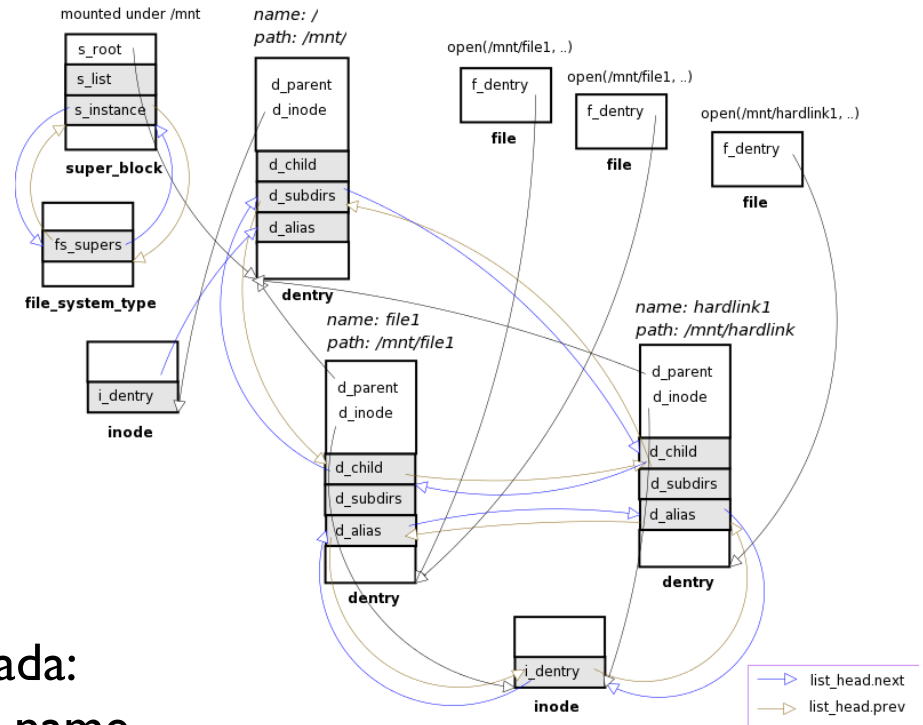 mounted under /mnt
s_root
s_list
s_instance
super_block
fs_supers
file_system_type
i_dentry
inode
name: /
path: /mnt/
d_parent
d_inode
d_child
d_subdirs
d_alias
dentry
open(/mnt/file1, ..)
f_dentry
file
open(/mnt/file1, ..)
f_dentry
file
open(/mnt/hardlink1, ..)
f_dentry
file
name: file1
path: /mnt/file1
d_parent
d_inode
d_child
d_subdirs
d_alias
dentry
name: hardlink1
path: /mnt/hardlink
d_parent
d_inode
d_child
d_subdirs
d_alias
dentry
i_dentry
inode
list_head.next
list_head.prev
ada:
name